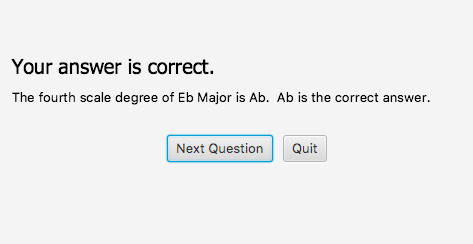 Your answer is correct.
The fourth scale degree of Eb Major is Ab.  Ab is the correct answer.
Next Question
Quit